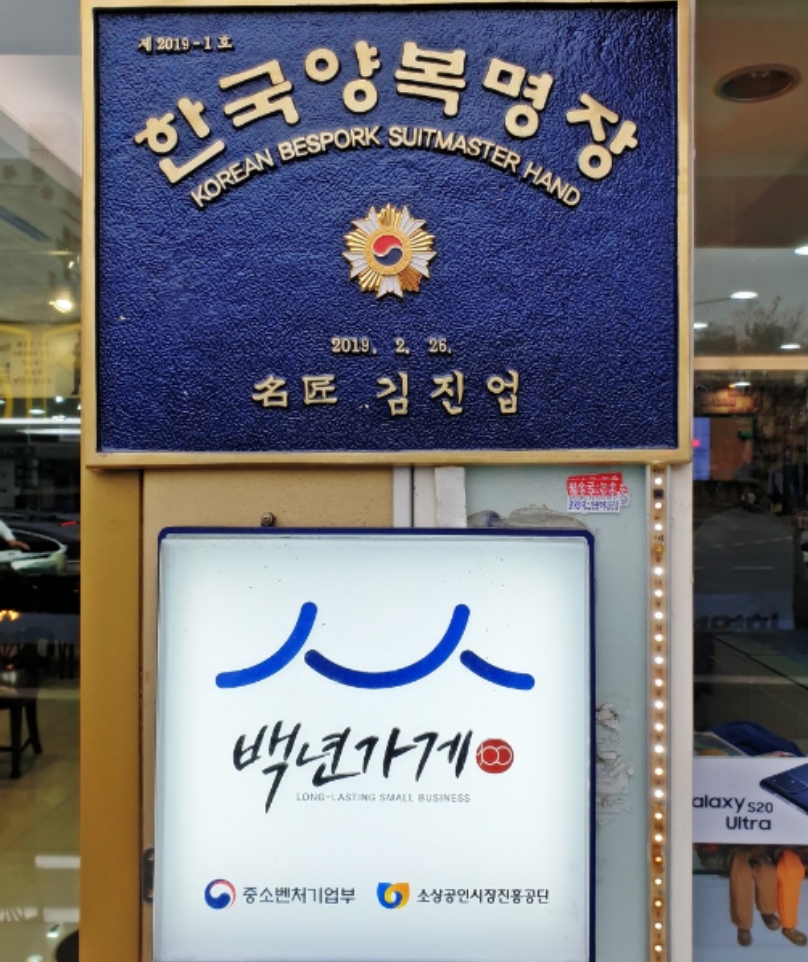 제 2019-1 호
한국양복명장
KOREAN BESPORK SUITMASTER HAND
2019. 2. 26.
名匠 김진업
백년가게 100
LONG-LASTING SMALL BUSINESS
중소벤처기업부 소상공인시장진흥공단
alaxy S20
Ultra